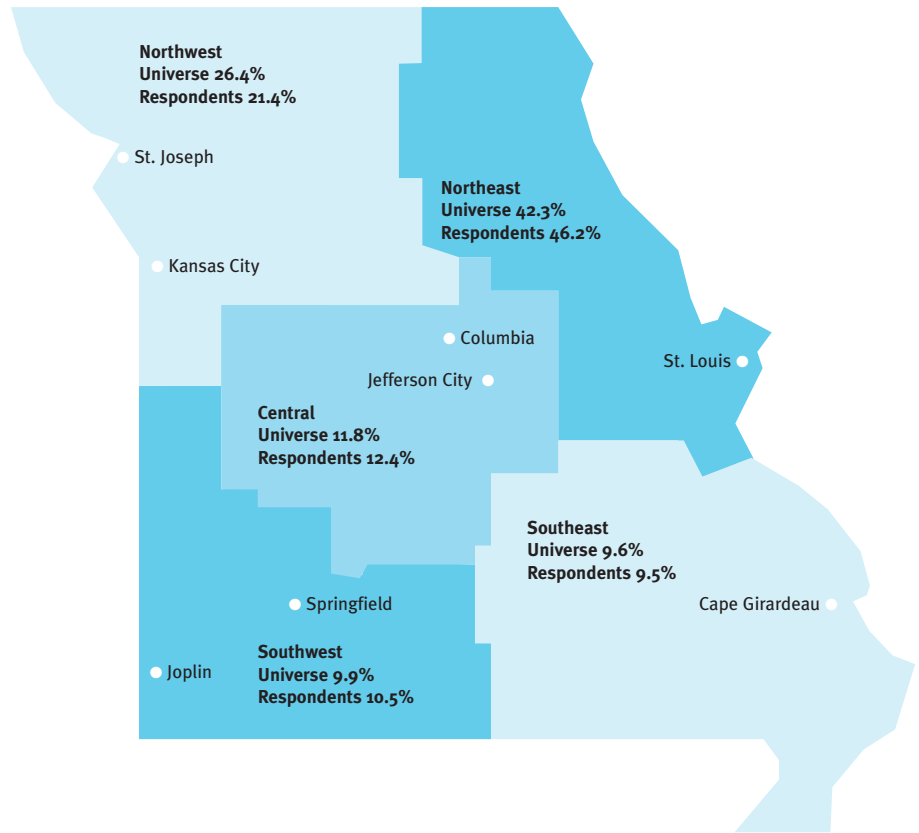 Northwest
Universe 26.4%
Respondents 21.4%
St. Joseph
Northeast
Universe 42.3%
Respondents 46.2%
Kansas City
Columbia
St. Louis
Jefferson City
Central
Universe 11.8%
Respondents 12.4%
Southeast
Universe 9.6%
Respondents 9.5%
Springfield
Cape Girardeau
Southwest
Universe 9.9%
Respondents 10.5%
Joplin